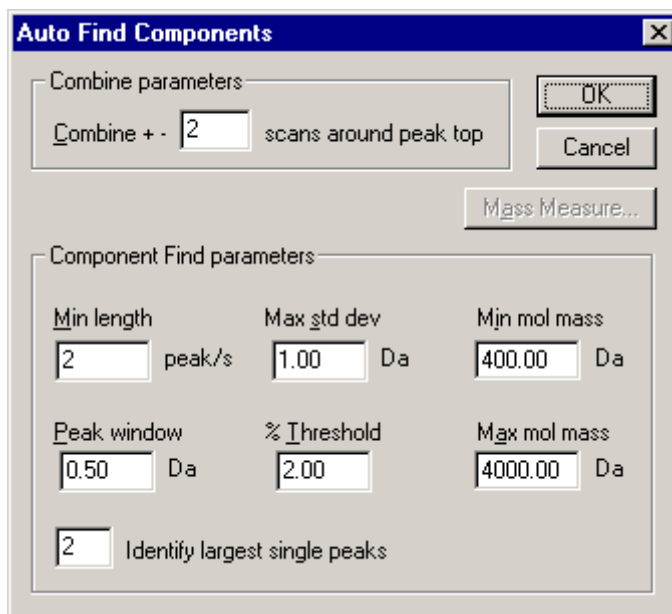 Auto Find Components
Combine parameters
Combine + - 2 scans around peak top
OK
Cancel
Mass Measure...
Component Find parameters
Min length Max std dev Min mol mass
2 peak/s 1.00 Da 400.00 Da
Peak window % Threshold Max mol mass
0.50 Da 2.00 4000.00 Da
2 Identify largest single peaks